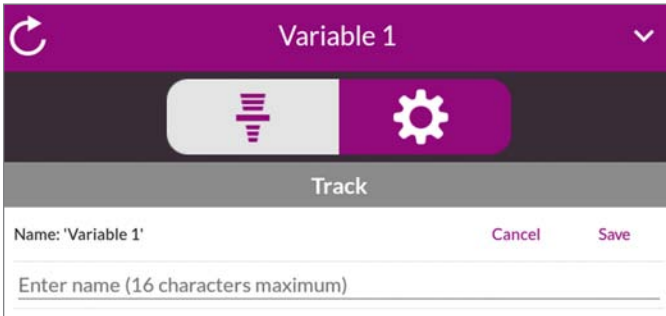 Variable 1
Track
Name: 'Variable 1' Cancel Save
Enter name (16 characters maximum)